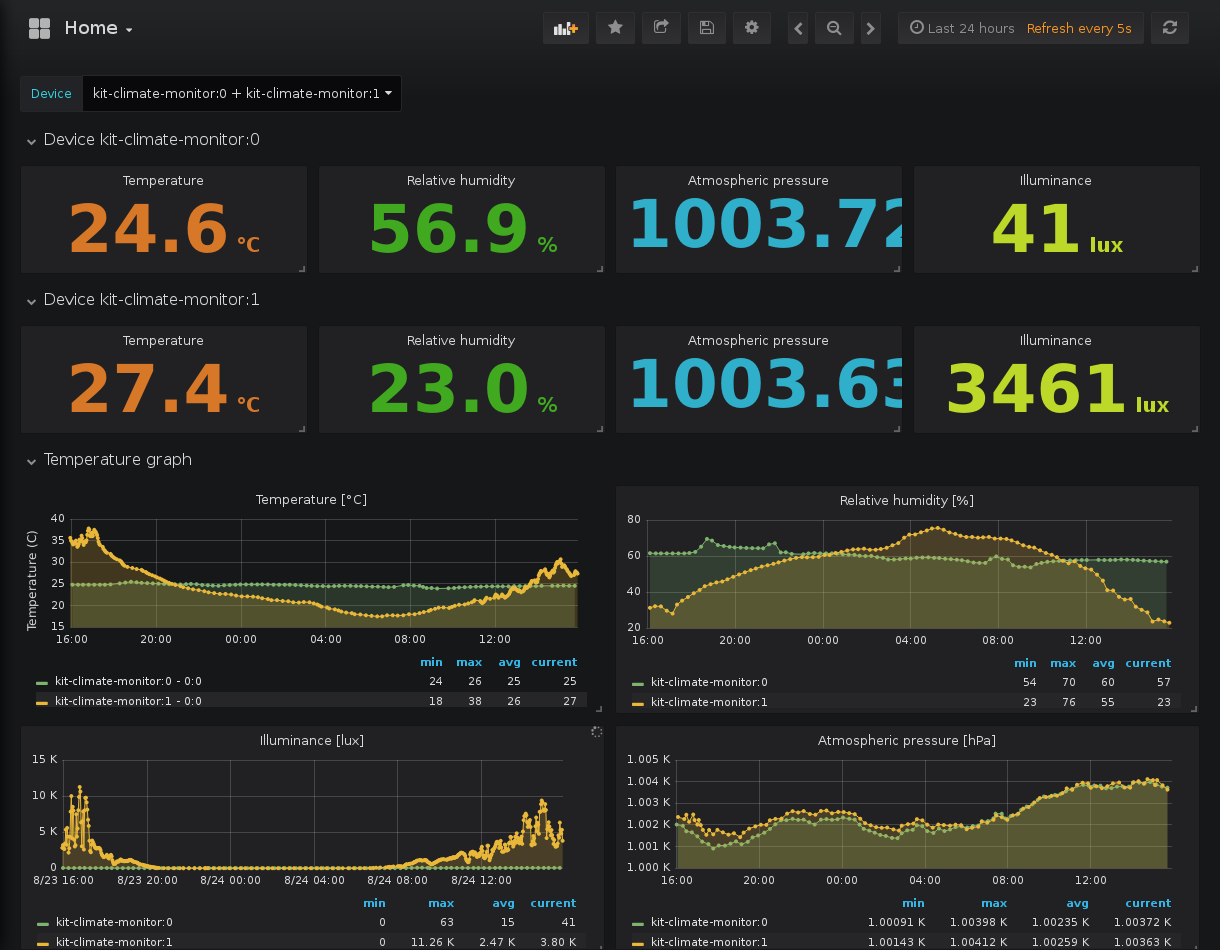 Home
Last 24 hours Refresh every 5s
Device kit-climate-monitor:0 + kit-climate-monitor:1
Device kit-climate-monitor:0
Temperature Relative humidity Atmospheric pressure Illuminance
24.6 °C 56.9 % 1003.72 41 lux
Device kit-climate-monitor:1
Temperature Relative humidity Atmospheric pressure Illuminance
27.4 °C 23.0 % 1003.63 3461 lux
Temperature graph
Temperature [°C]
Temperature (C)
40
35
30
25
20
15
16:00 20:00 00:00 04:00 08:00 12:00
min max avg current
kit-climate-monitor:0 - 0:0 24 26 25 25
kit-climate-monitor:1 - 0:0 18 38 26 27
Relative humidity [%]
80
60
40
20
16:00 20:00 00:00 04:00 08:00 12:00
min max avg current
kit-climate-monitor:0 54 70 60 57
kit-climate-monitor:1 23 76 55 23
Illuminance [lux]
15 K
10 K
5 K
0
8/23 16:00 8/23 20:00 8/24 00:00 8/24 04:00 8/24 08:00 8/24 12:00
min max avg current
kit-climate-monitor:0 0 63 15 41
kit-climate-monitor:1 0 11.26 K 2.47 K 3.80 K
Atmospheric pressure [hPa]
1.005 K
1.004 K
1.003 K
1.002 K
1.001 K
1.000 K
16:00 20:00 00:00 04:00 08:00 12:00
min max avg current
kit-climate-monitor:0 1.00091 K 1.00398 K 1.00235 K 1.00372 K
kit-climate-monitor:1 1.00143 K 1.00412 K 1.00259 K 1.00363 K